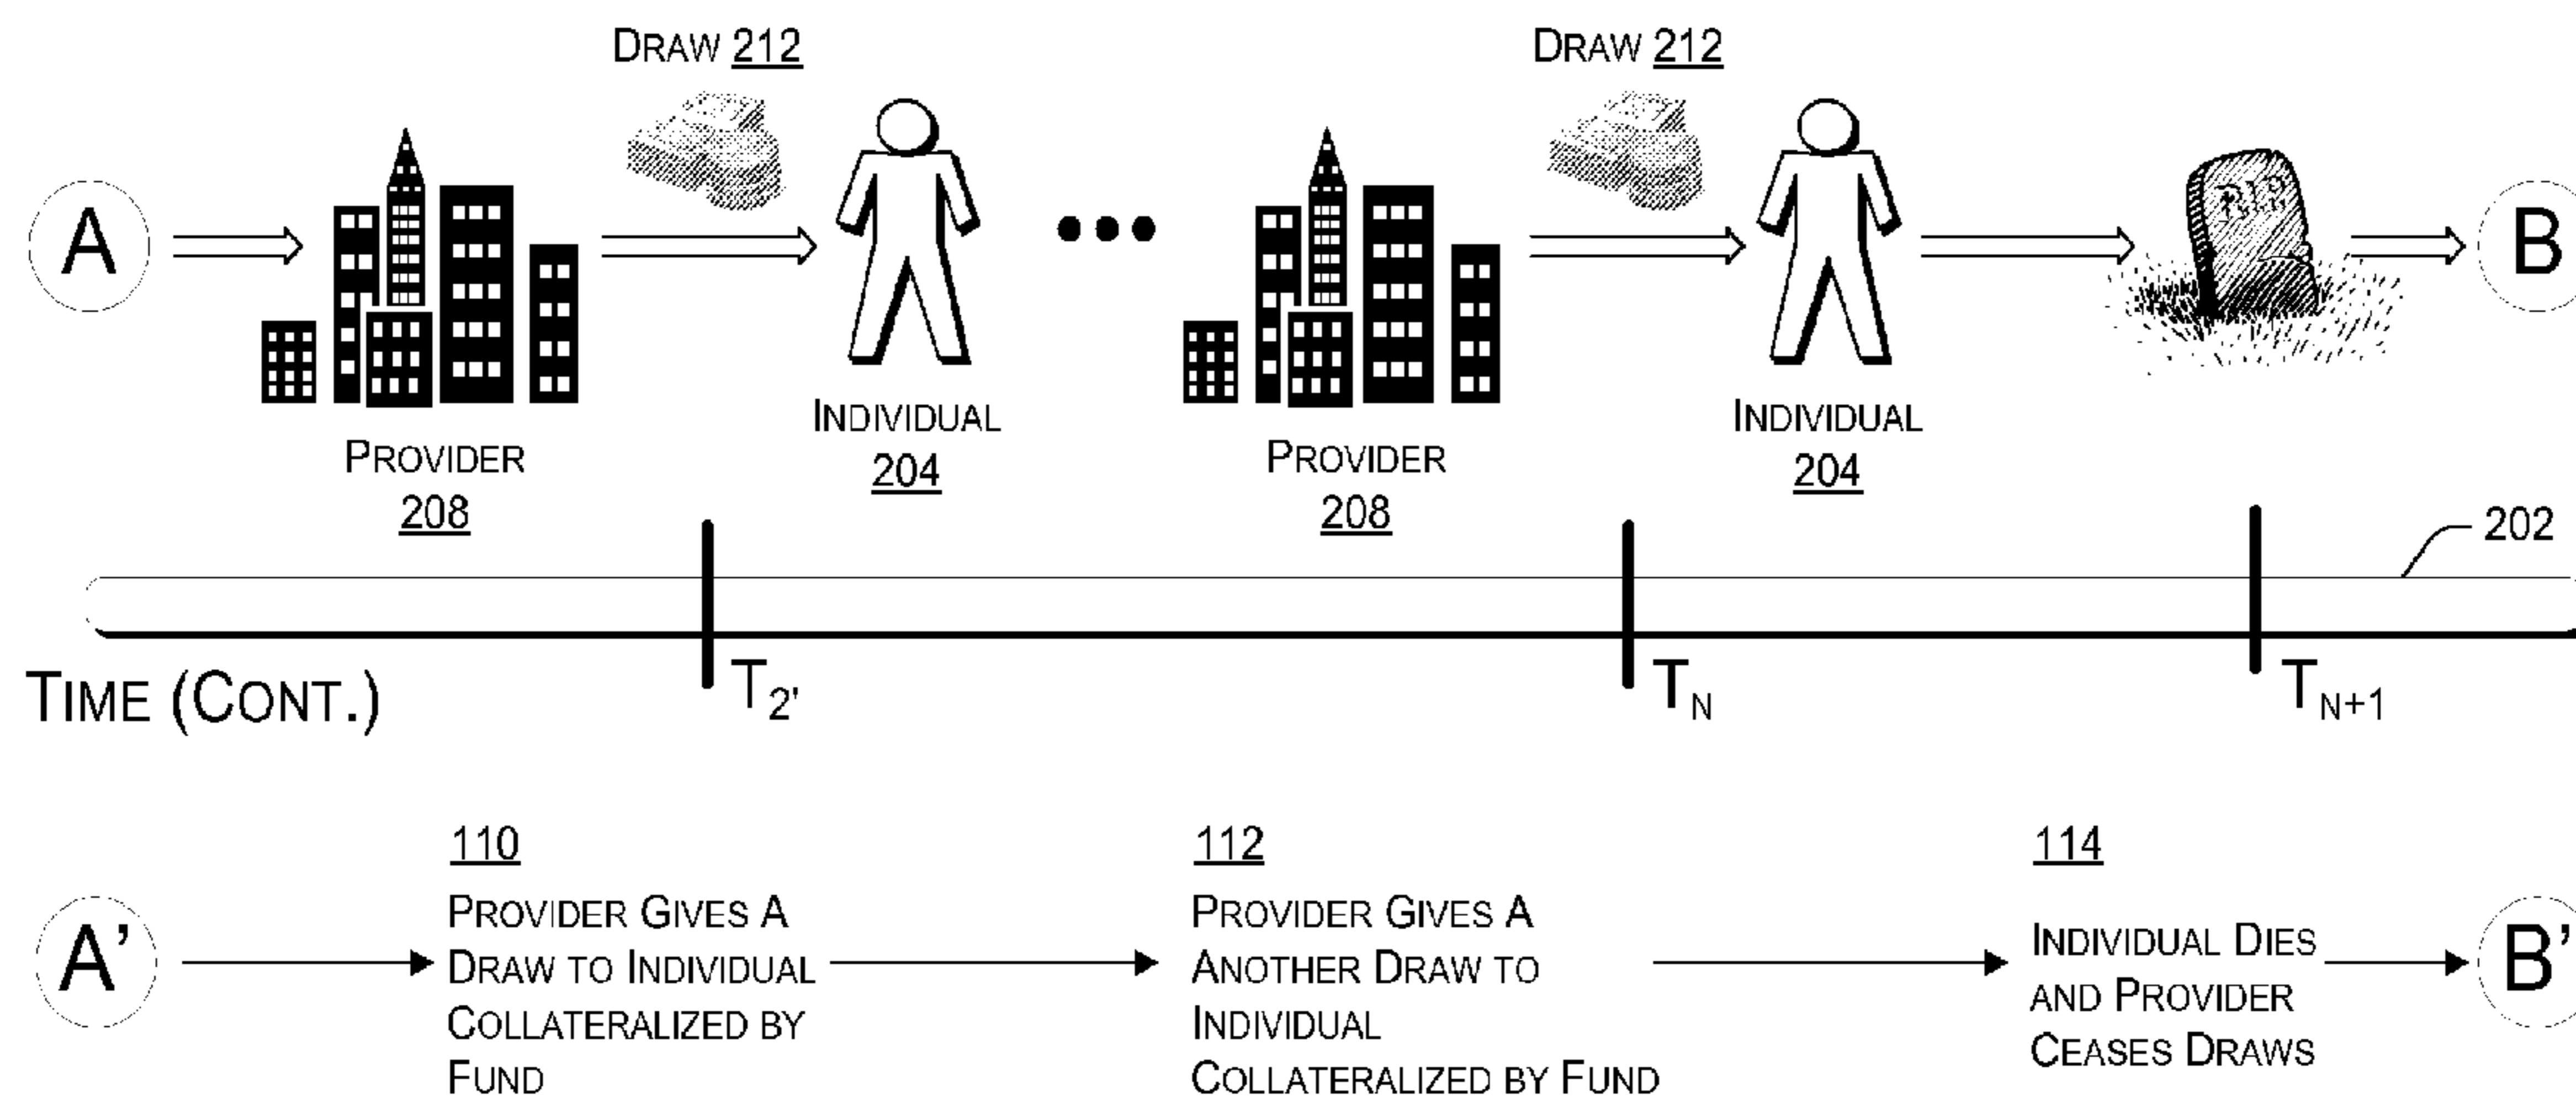 DRAW 212
DRAW 212
A
R.I.P
B
INDIVIDUAL
204
INDIVIDUAL
204
PROVIDER
208
PROVIDER
208
202
TIME (CONT.)
T2'
TN
TN+1
110
112
114
A'
PROVIDER GIVES A
DRAW TO INDIVIDUAL
COLLATERALIZED BY
FUND
PROVIDER GIVES A
ANOTHER DRAW TO
INDIVIDUAL
COLLATERALIZED BY FUND
INDIVIDUAL DIES
AND PROVIDER
CEASES DRAWS
B'